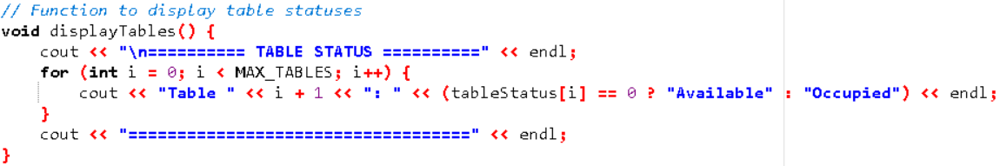 // Function to display table statuses
void displayTables() {
    cout << "\n========== TABLE STATUS ==========" << endl;
    for (int i = 0; i < MAX_TABLES; i++) {
        cout << "Table " << i + 1 << ": " << (tableStatus[i] == 0 ? "Available" : "Occupied") << endl;
    }
    cout << "===================================" << endl;
}